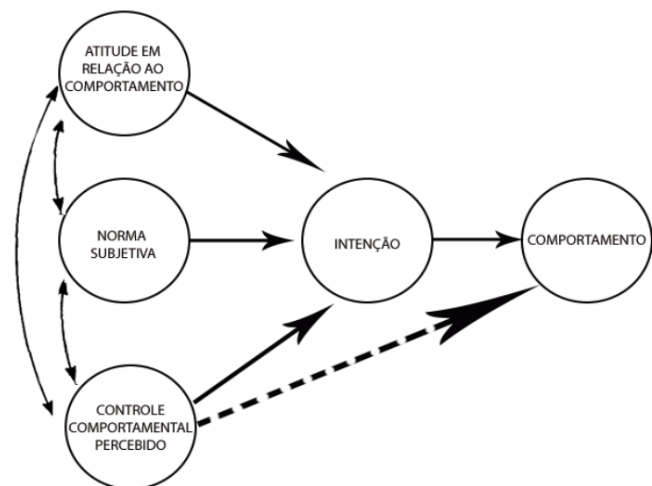 ATITUDE EM
RELAÇÃO AO
COMPORTAMENTO
NORMA
SUBJETIVA
INTENÇÃO
COMPORTAMENTO
CONTROLE
COMPORTAMENTAL
PERCEBIDO